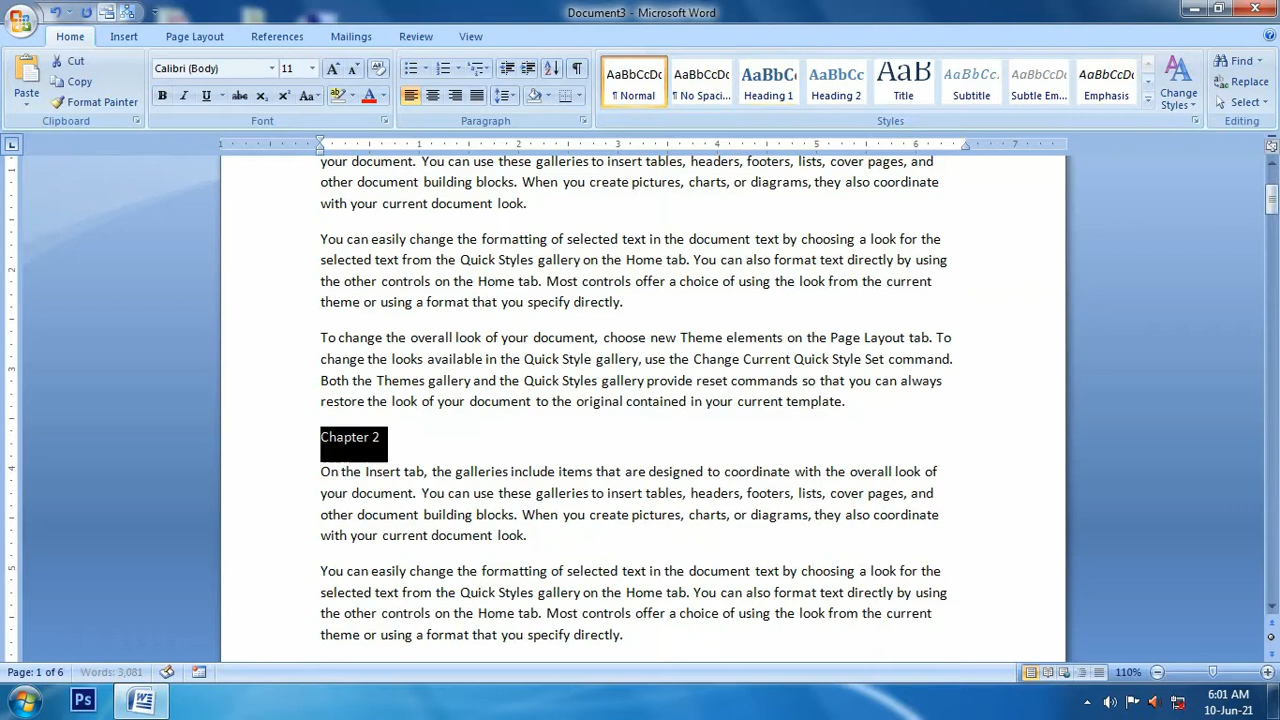 Document3 - Microsoft Word
Home Insert Page Layout References Mailings Review View
Paste
Cut
Copy
Format Painter
Clipboard
Calibri (Body) 11
B I U abc X₂ X² Aa
Font
Paragraph
AaBbCcDc AaBbCcDc AaBbC AaBbCc AaB AaBbCc. AaBbCcDc AaBbCcDc
¶ Normal ¶ No Spaci... Heading 1 Heading 2 Title Subtitle Subtle Em... Emphasis
Change Styles
Styles
Find
Replace
Select
Editing
1 1 2 3 4 5 6 7
your document. You can use these galleries to insert tables, headers, footers, lists, cover pages, and
other document building blocks. When you create pictures, charts, or diagrams, they also coordinate
with your current document look.
You can easily change the formatting of selected text in the document text by choosing a look for the
selected text from the Quick Styles gallery on the Home tab. You can also format text directly by using
the other controls on the Home tab. Most controls offer a choice of using the look from the current
theme or using a format that you specify directly.
To change the overall look of your document, choose new Theme elements on the Page Layout tab. To
change the looks available in the Quick Style gallery, use the Change Current Quick Style Set command.
Both the Themes gallery and the Quick Styles gallery provide reset commands so that you can always
restore the look of your document to the original contained in your current template.
Chapter 2
On the Insert tab, the galleries include items that are designed to coordinate with the overall look of
your document. You can use these galleries to insert tables, headers, footers, lists, cover pages, and
other document building blocks. When you create pictures, charts, or diagrams, they also coordinate
with your current document look.
You can easily change the formatting of selected text in the document text by choosing a look for the
selected text from the Quick Styles gallery on the Home tab. You can also format text directly by using
the other controls on the Home tab. Most controls offer a choice of using the look from the current
theme or using a format that you specify directly.
Page: 1 of 6 Words: 3,081 110%
Ps
6:01 AM
10-Jun-21